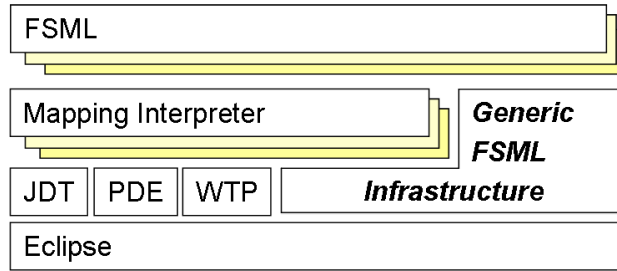 FSML
Mapping Interpreter
Generic
FSML
Infrastructure
JDT PDE WTP
Eclipse